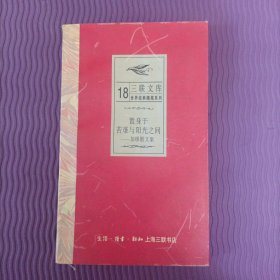 18 三联文库
世界经典随笔系列
置身于
苦难与阳光之间
——加缪散文集
生活·读书·新知 上海三联书店